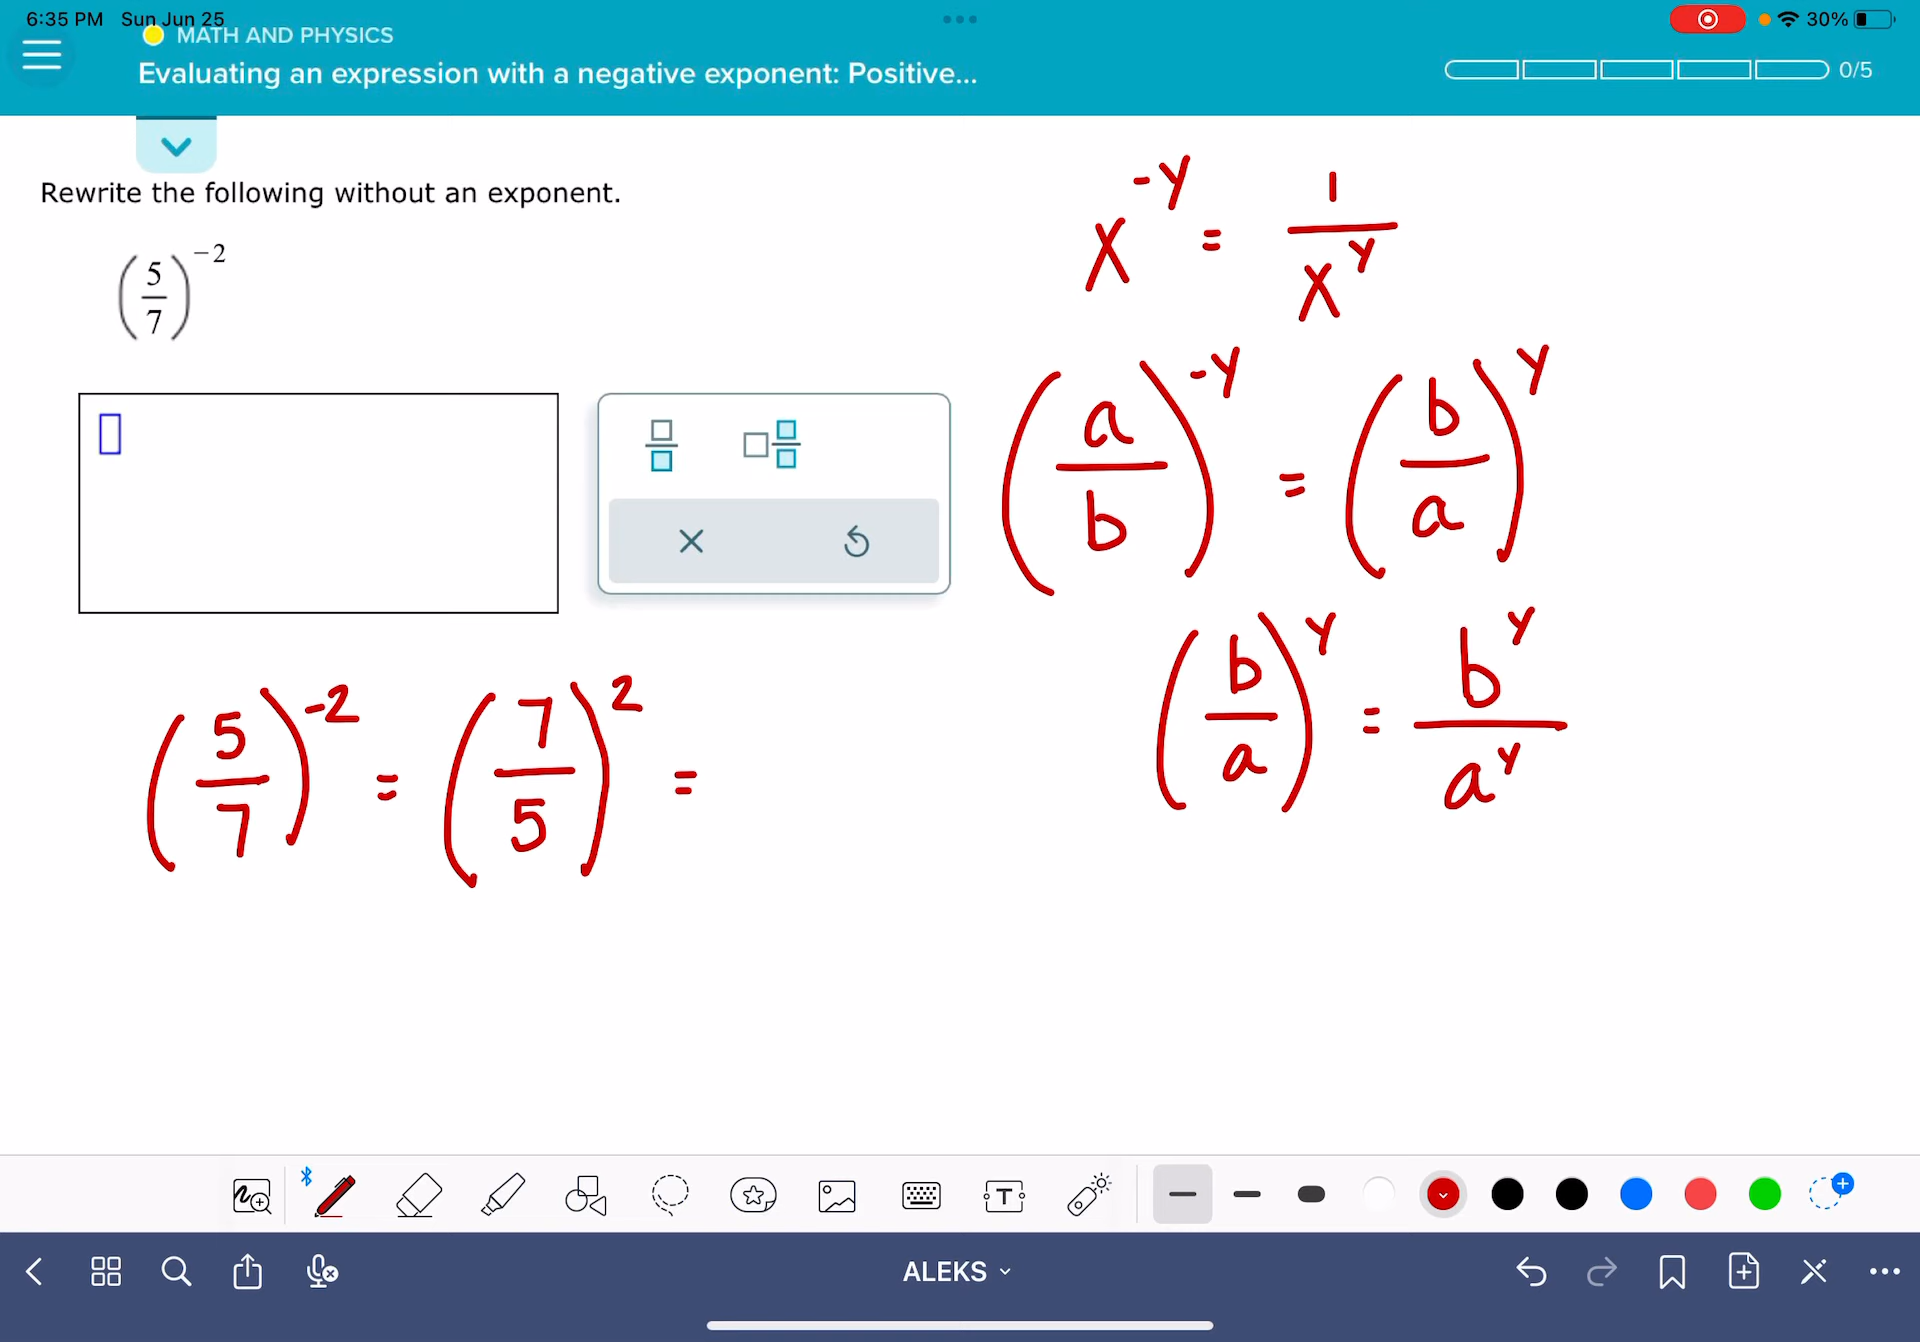 6:35 PM Sun Jun 25
30%
MATH AND PHYSICS
Evaluating an expression with a negative exponent: Positive...
0/5
Rewrite the following without an exponent.
(5/7)^-2
x^-y = 1/x^y
(a/b)^-y = (b/a)^y
(b/a)^y = b^y/a^y
(5/7)^-2 = (7/5)^2 =
T
ALEKS